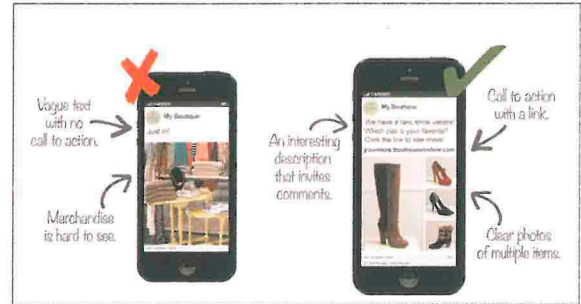 Vague text
with no
call to action.
Merchandise
is hard to see.
My Boutique
Just in!
An interesting
description
that invites
comments.
My Boutique
We have a new shoe vendor!
Which pair is your favorite?
Click the link to see more!
Call to action
with a link.
Clear photos
of multiple items.